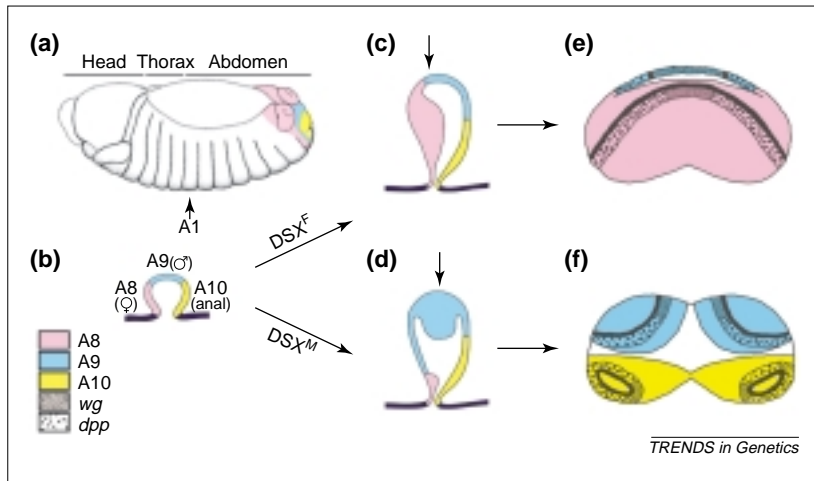 (a)
Head Thorax Abdomen
A1
(b)
A9(♂)
A8
(♀)
A10
(anal)
DSX^F
DSX^M
A8
A9
A10
wg
dpp
(c)
(d)
(e)
(f)
TRENDS in Genetics